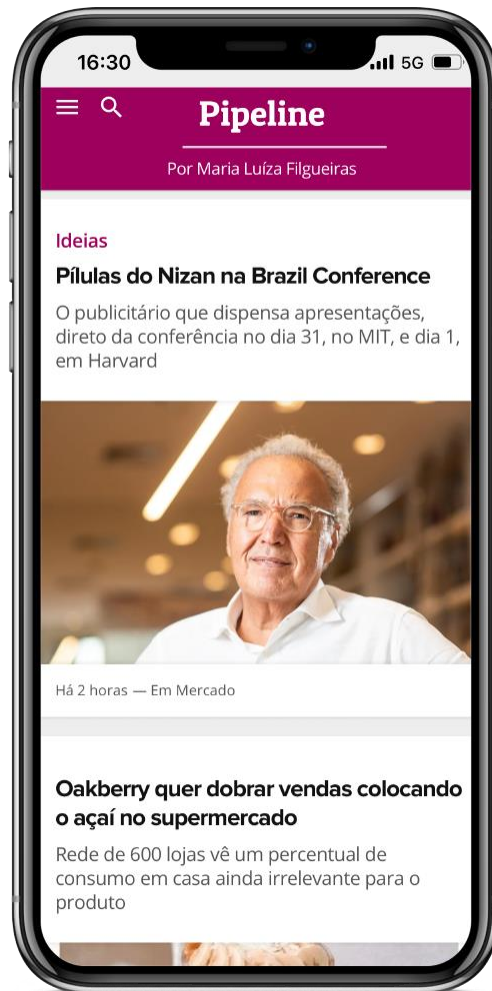 16:30
5G
Pipeline
Por Maria Luíza Filgueiras
Ideias
Pílulas do Nizan na Brazil Conference
O publicitário que dispensa apresentações,
direto da conferência no dia 31, no MIT, e dia 1,
em Harvard
Há 2 horas — Em Mercado
Oakberry quer dobrar vendas colocando
o açaí no supermercado
Rede de 600 lojas vê um percentual de
consumo em casa ainda irrelevante para o
produto